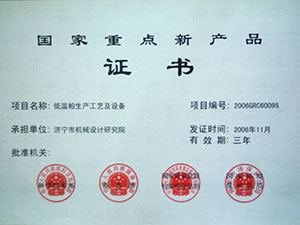 国家重点新产品
证书
项目名称：低温粕生产工艺及设备 项目编号：2006GRC60095
承担单位：济宁市机械设计研究院 发证时间：2006年11月
有效期：三年
批准机关：